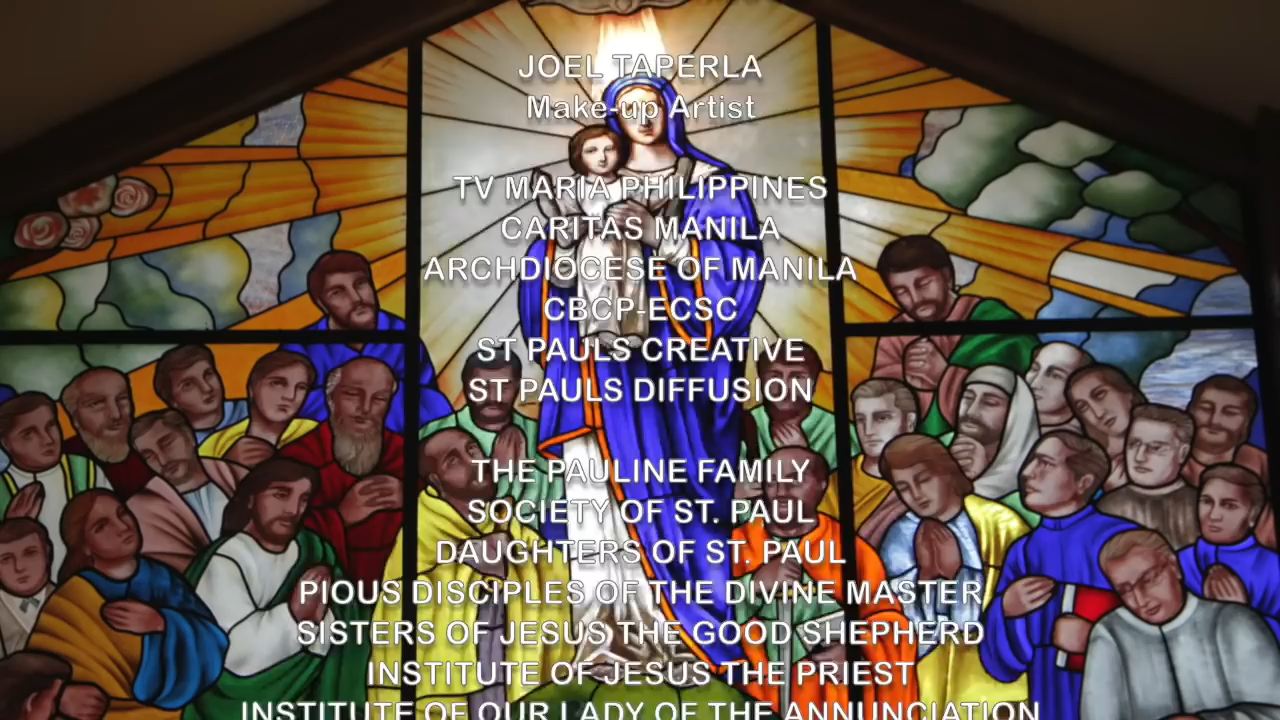 JOEL TAPERLA
Make-up Artist
TV MARIA PHILIPPINES
CARITAS MANILA
ARCHDIOCESE OF MANILA
CBCP-ECSC
ST PAULS CREATIVE
ST PAULS DIFFUSION
THE PAULINE FAMILY
SOCIETY OF ST. PAUL
DAUGHTERS OF ST. PAUL
PIOUS DISCIPLES OF THE DIVINE MASTER
SISTERS OF JESUS THE GOOD SHEPHERD
INSTITUTE OF JESUS THE PRIEST
INSTITUTE OF OUR LADY OF THE ANNUNCIATION